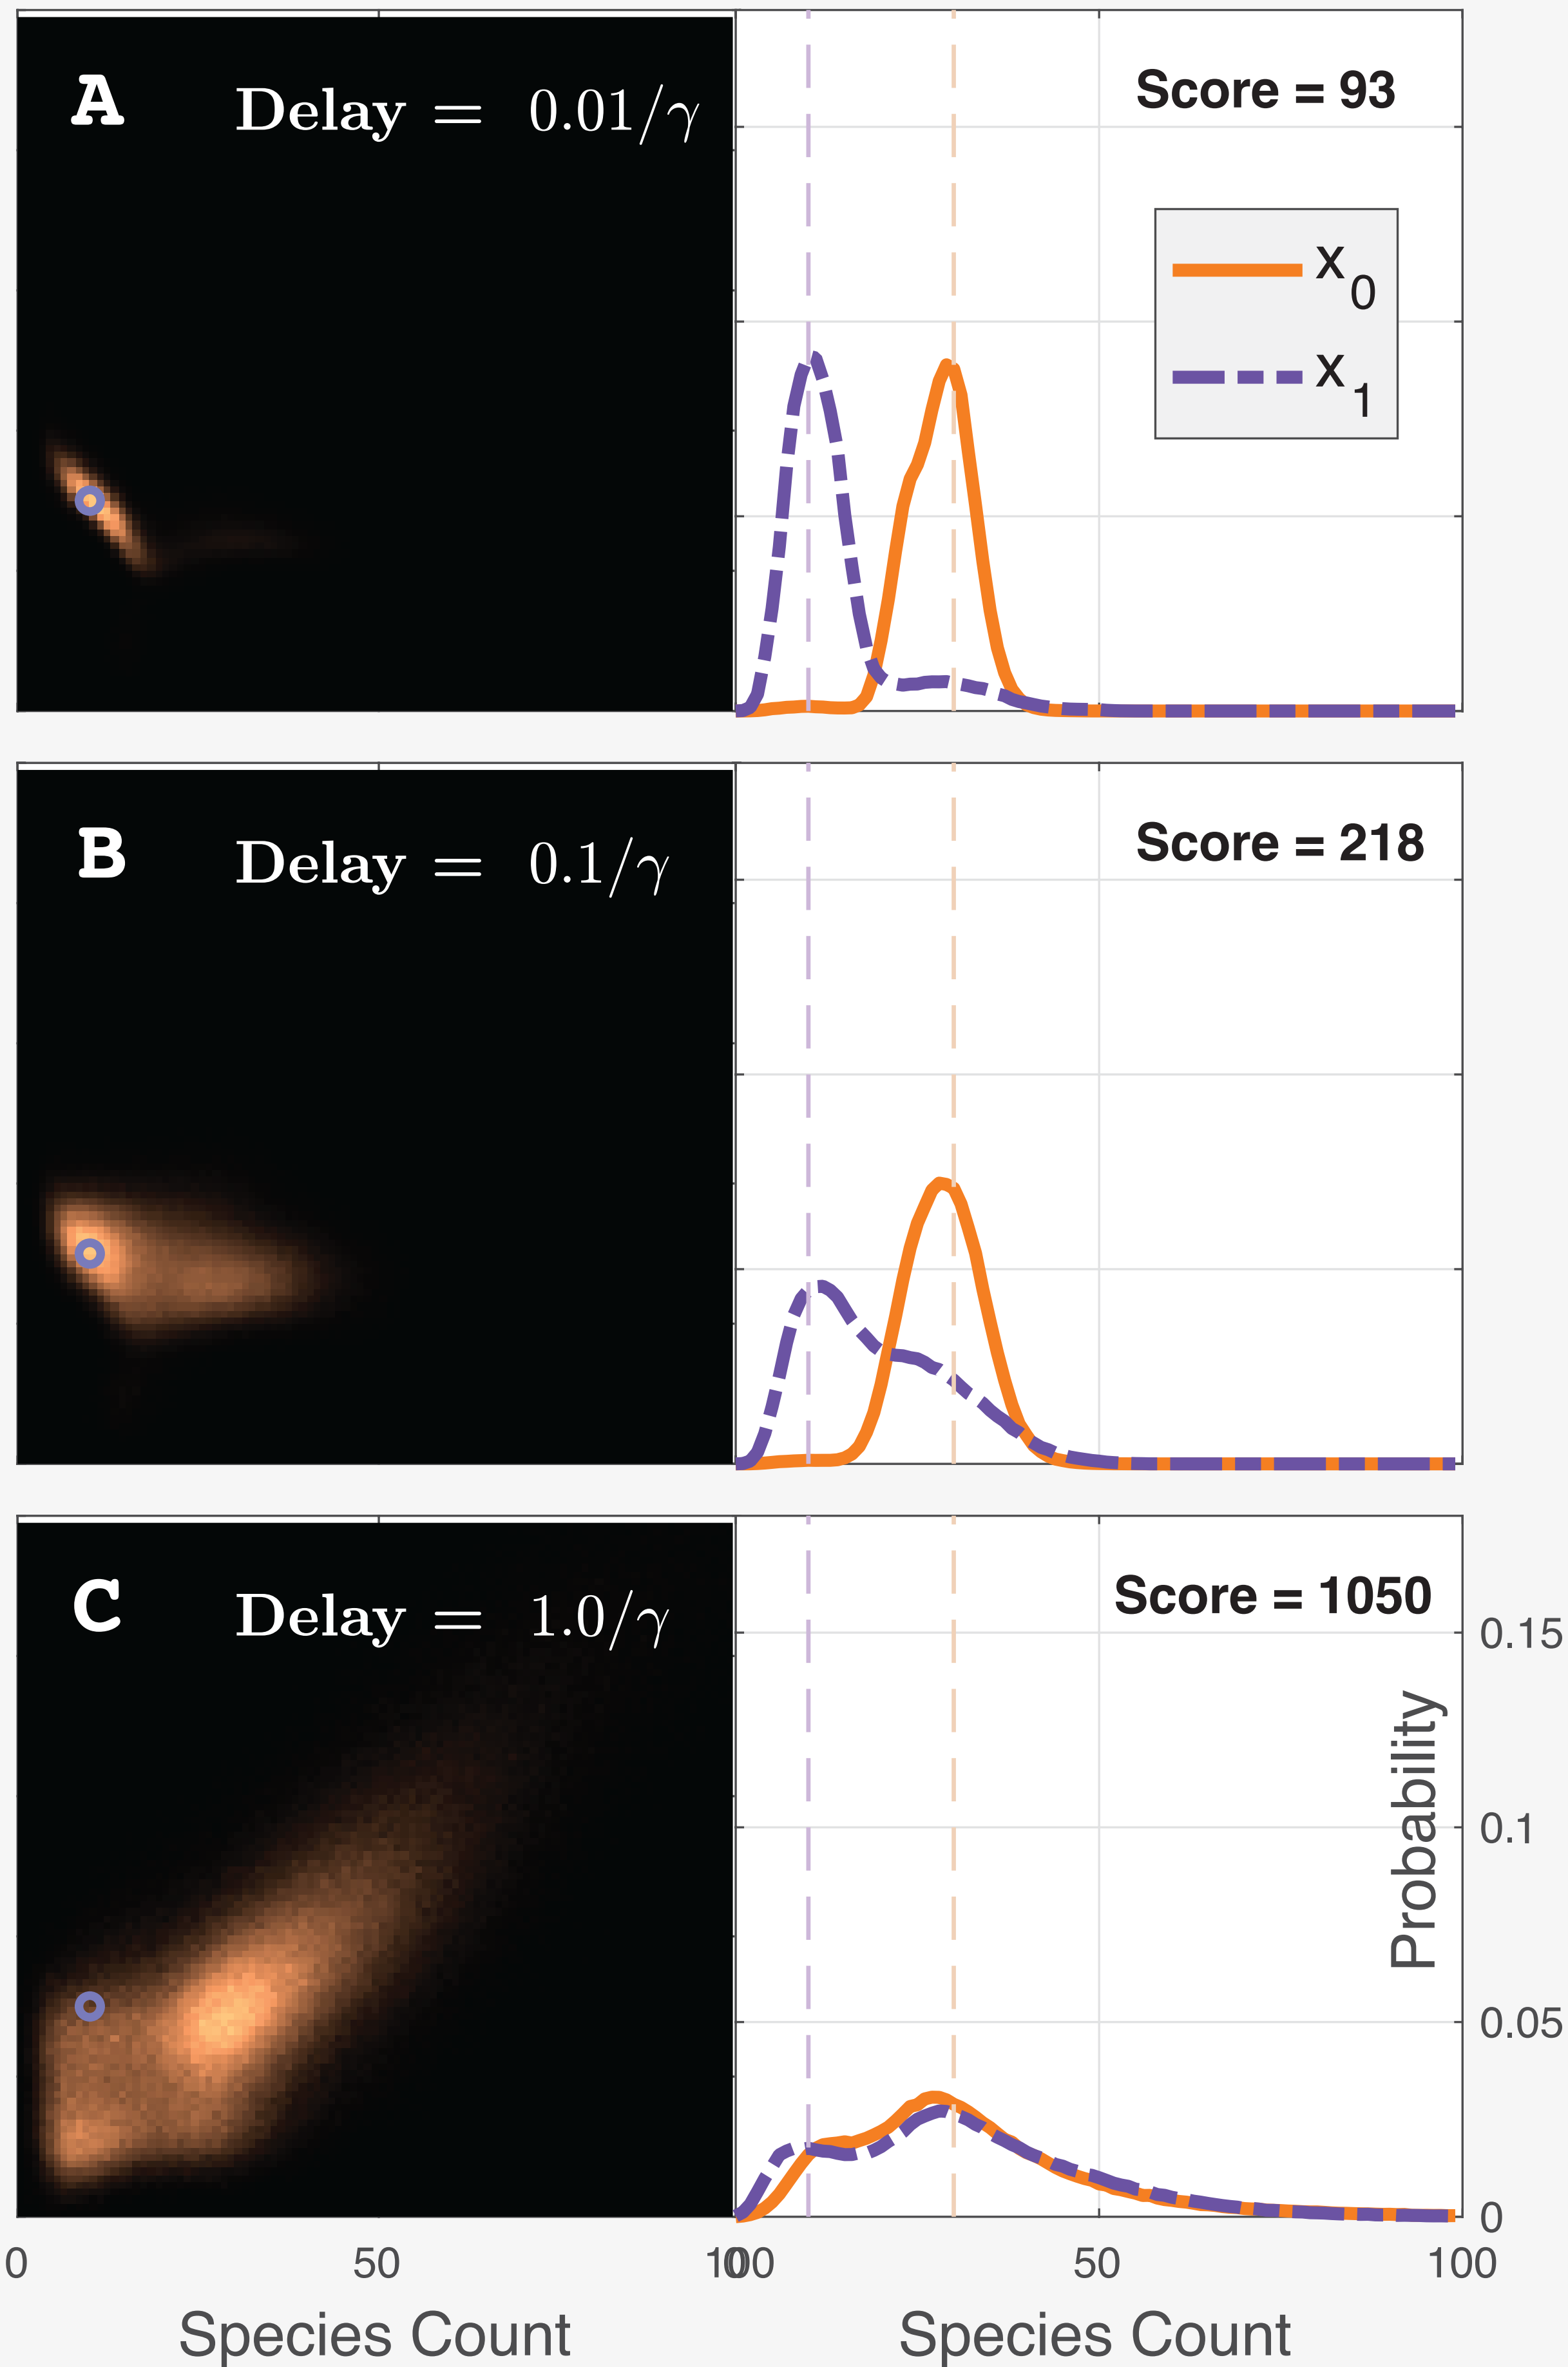 A
Delay = 0.01/γ
Score = 93
x0
x1
B
Delay = 0.1/γ
Score = 218
C
Delay = 1.0/γ
Score = 1050
0.15
0.1
0.05
0
Probability
0 50 100
0 50 100
Species Count
Species Count